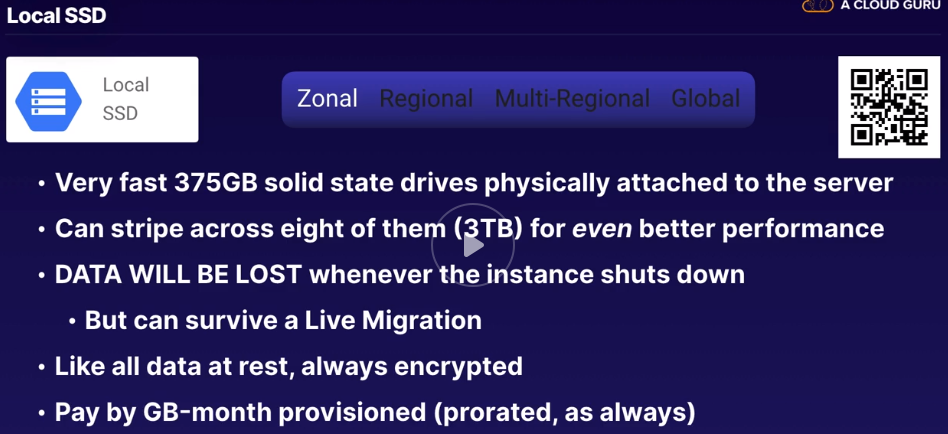 Local SSD
A CLOUD GURU
Local
SSD
Zonal Regional Multi-Regional Global
• Very fast 375GB solid state drives physically attached to the server
• Can stripe across eight of them (3TB) for even better performance
• DATA WILL BE LOST whenever the instance shuts down
• But can survive a Live Migration
• Like all data at rest, always encrypted
• Pay by GB-month provisioned (prorated, as always)